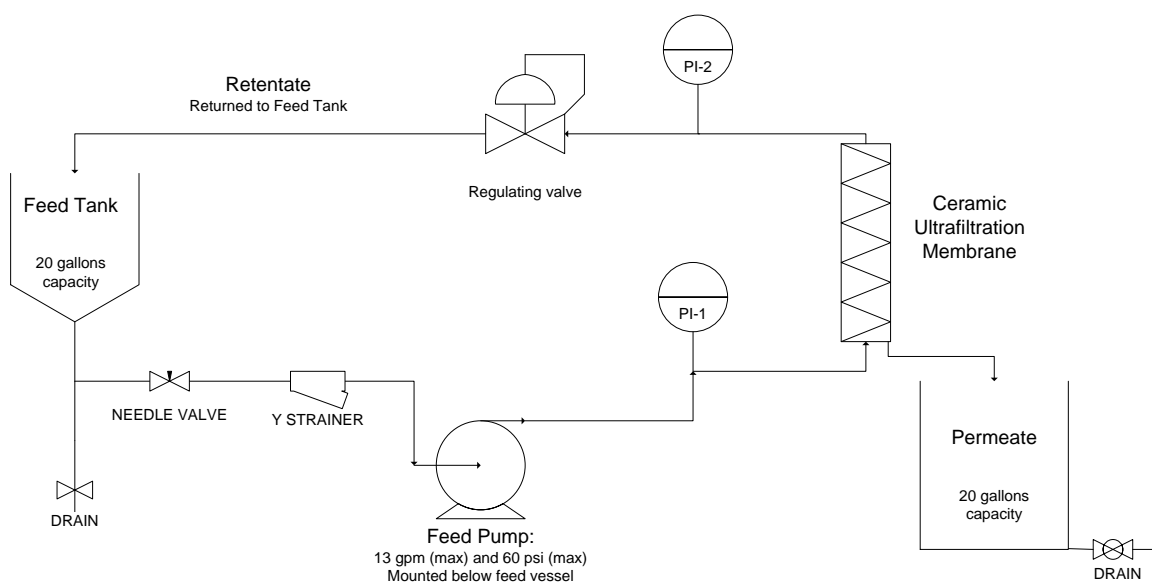 PI-2
Retentate
Returned to Feed Tank
Regulating valve
Feed Tank
20 gallons
capacity
Ceramic
Ultrafiltration
Membrane
PI-1
NEEDLE VALVE
Y STRAINER
Permeate
20 gallons
capacity
DRAIN
Feed Pump:
13 gpm (max) and 60 psi (max)
Mounted below feed vessel
DRAIN